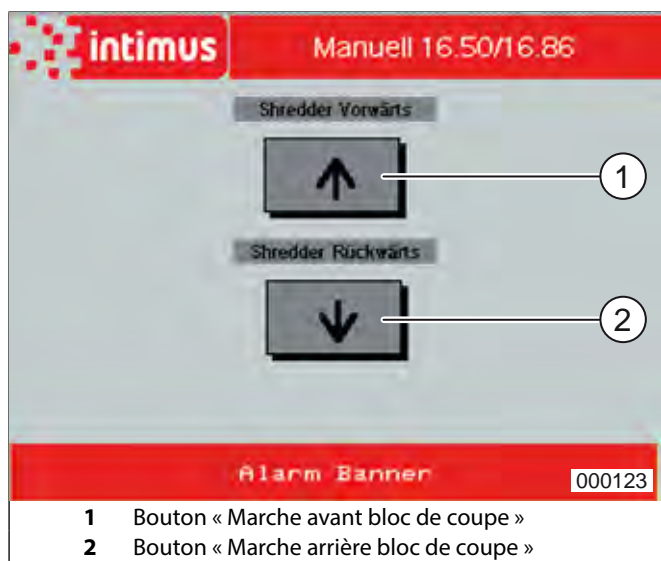 intimus
Manuell 16.50/16.86
Shredder Vorwärts
1
Shredder Rückwärts
2
Alarm Banner
000123
1 Bouton « Marche avant bloc de coupe »
2 Bouton « Marche arrière bloc de coupe »